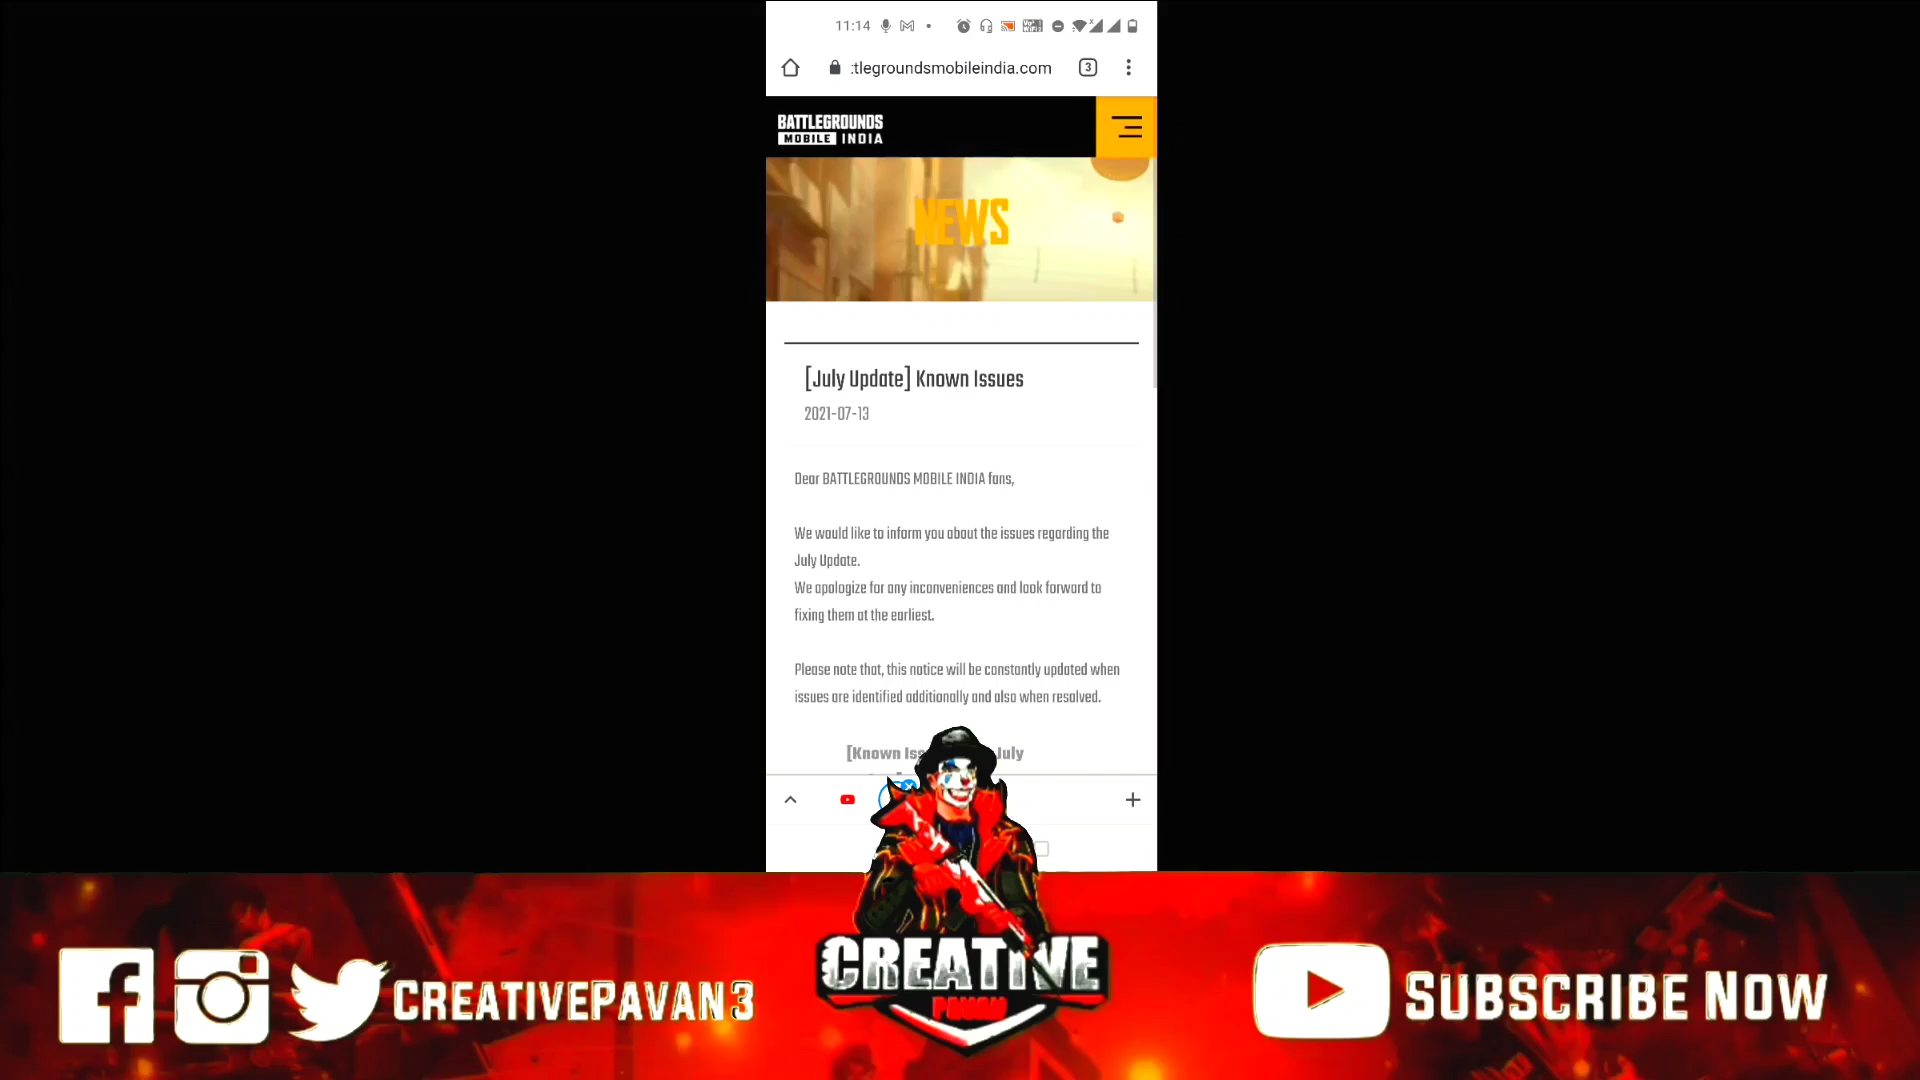 11:14
:tlegroundsmobileindia.com
3
BATTLEGROUNDS
MOBILE INDIA
NEWS
[July Update] Known Issues
2021-07-13
Dear BATTLEGROUNDS MOBILE INDIA fans,
We would like to inform you about the issues regarding the
July Update.
We apologize for any inconveniences and look forward to
fixing them at the earliest.
Please note that, this notice will be constantly updated when
issues are identified additionally and also when resolved.
[Known July
CREATIVE
PAVAN
CREATIVEPAVAN3
SUBSCRIBE NOW